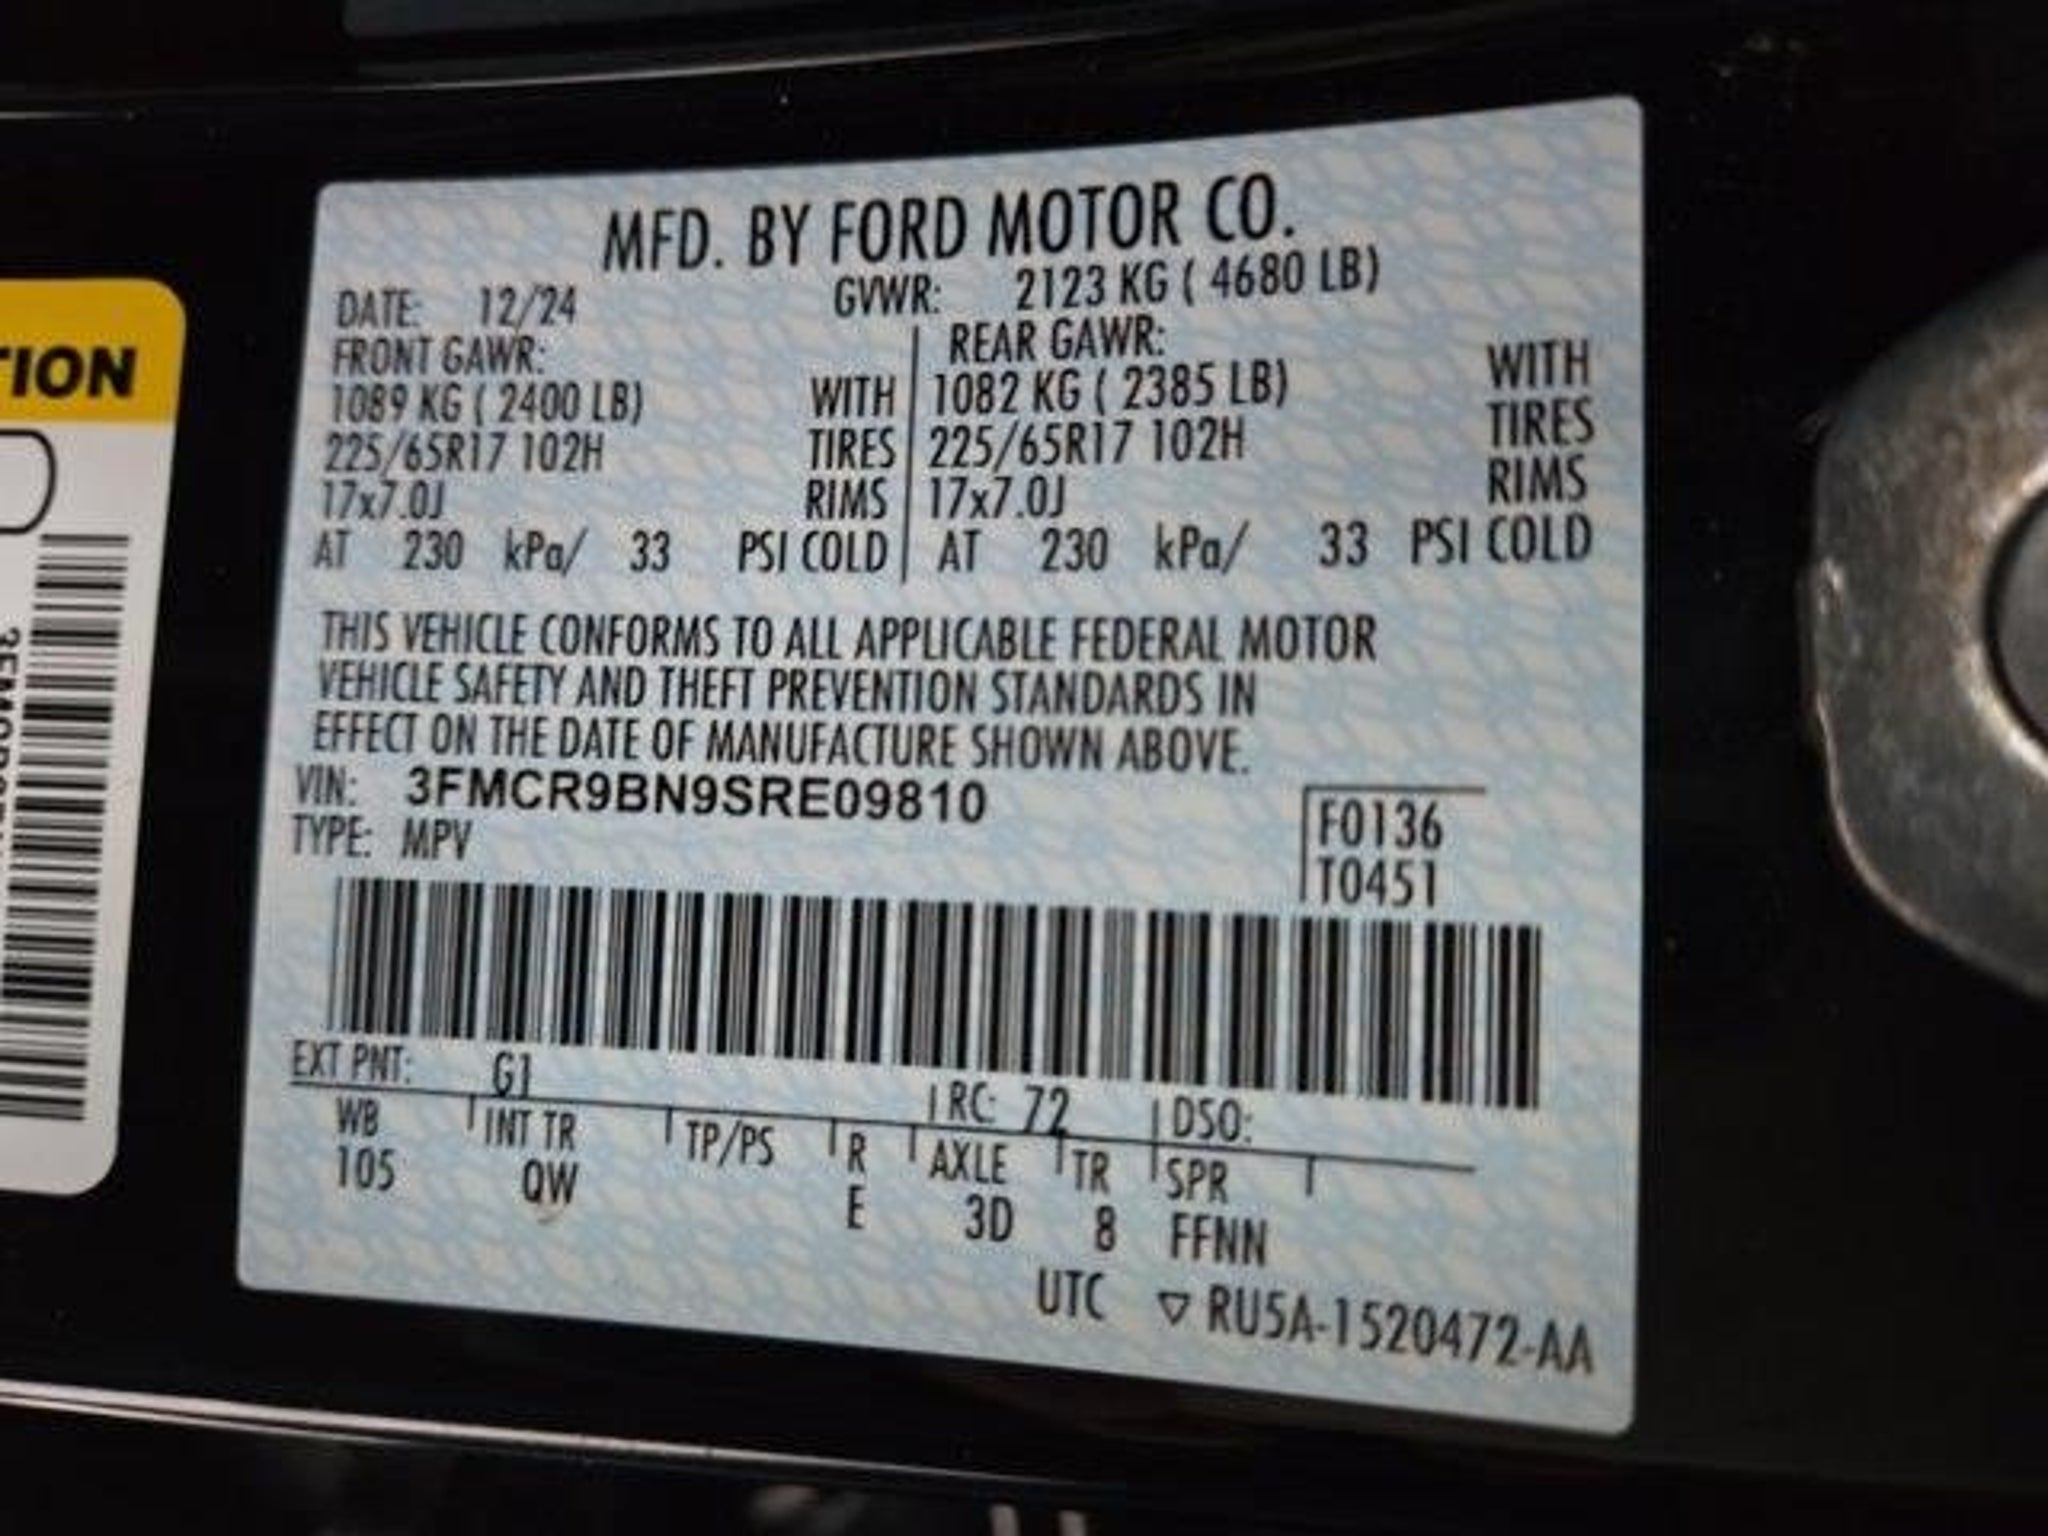 MFD. BY FORD MOTOR CO.
DATE: 12/24 GVWR: 2123 KG ( 4680 LB)
FRONT GAWR: REAR GAWR:
1089 KG ( 2400 LB) WITH 1082 KG ( 2385 LB) WITH
225/65R17 102H TIRES 225/65R17 102H TIRES
17x7.0J RIMS 17x7.0J RIMS
AT 230 kPa/ 33 PSI COLD AT 230 kPa/ 33 PSI COLD
THIS VEHICLE CONFORMS TO ALL APPLICABLE FEDERAL MOTOR
VEHICLE SAFETY AND THEFT PREVENTION STANDARDS IN
EFFECT ON THE DATE OF MANUFACTURE SHOWN ABOVE.
VIN: 3FMCR9BN9SRE09810
TYPE: MPV
F0136
T0451
EXT PNT: G1 RC: 72 DSO:
WB INT TR TP/PS R AXLE TR SPR
105 QW E 3D 8 FFNN
UTC ▽ RU5A-1520472-AA
TION